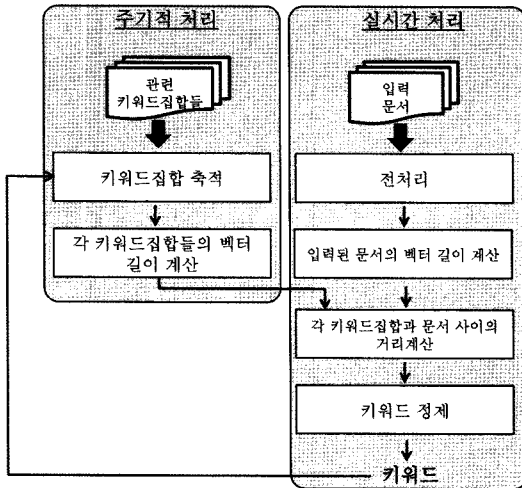 주기적 처리
관련
키워드집합들
키워드집합 축적
각 키워드집합들의 벡터
길이 계산
실시간 처리
입력
문서
전처리
입력된 문서의 벡터 길이 계산
각 키워드집합과 문서 사이의
거리계산
키워드 정제
키워드